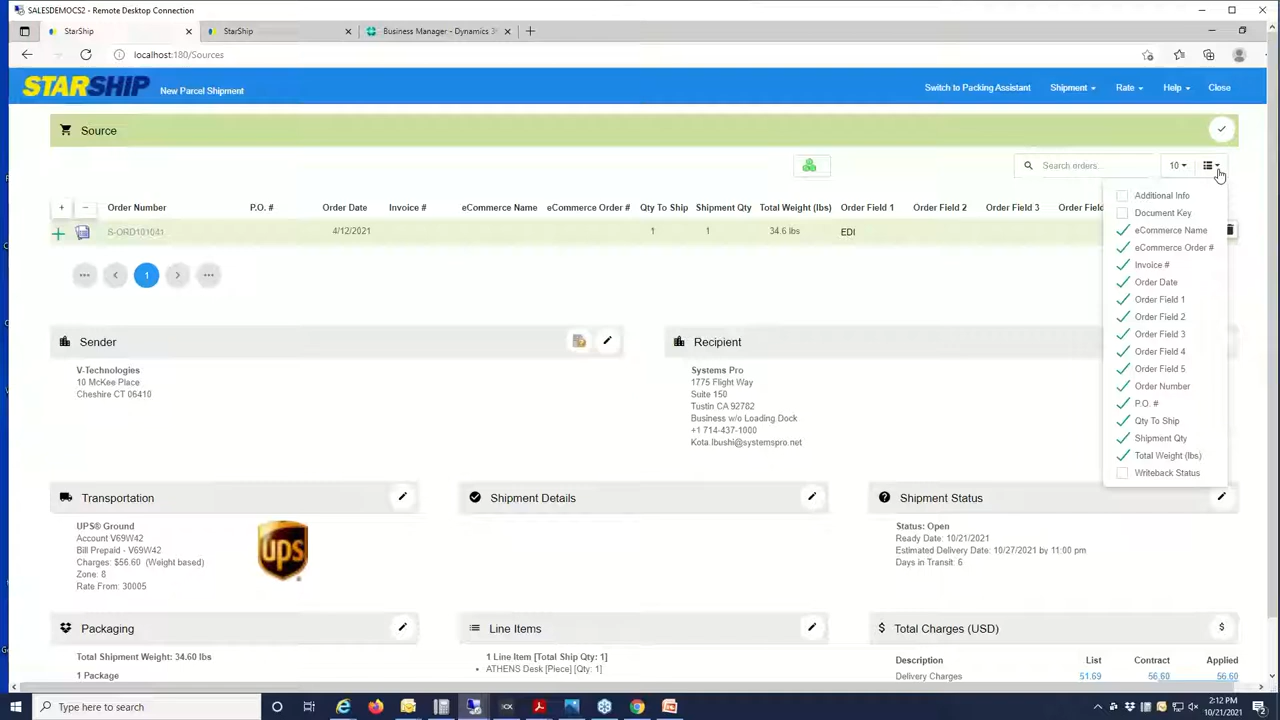 SALESDEMOCS2 - Remote Desktop Connection
StarShip
StarShip
Business Manager - Dynamics 3
localhost:180/Sources
STARSHIP
New Parcel Shipment
Switch to Packing Assistant
Shipment
Rate
Help
Close
Source
Search orders...
10
Order Number P.O. # Order Date Invoice # eCommerce Name eCommerce Order # Qty To Ship Shipment Qty Total Weight (lbs) Order Field 1 Order Field 2 Order Field 3 Order Field
S-ORD101041 4/12/2021 1 1 34.6 lbs EDI
1
Additional Info
Document Key
eCommerce Name
eCommerce Order #
Invoice #
Order Date
Order Field 1
Order Field 2
Order Field 3
Order Field 4
Order Field 5
Order Number
P.O. #
Qty To Ship
Shipment Qty
Total Weight (lbs)
Writeback Status
Sender
V-Technologies
10 McKee Place
Cheshire CT 06410
Recipient
Systems Pro
1775 Flight Way
Suite 150
Tustin CA 92782
Business w/o Loading Dock
+1 714-437-1000
Kota.Ibushi@systemspro.net
Transportation
UPS® Ground
Account V69W42
Bill Prepaid - V69W42
Charges: $56.60 (Weight based)
Zone: 8
Rate From: 30005
ups
Shipment Details
Shipment Status
Status: Open
Ready Date: 10/21/2021
Estimated Delivery Date: 10/27/2021 by 11:00 pm
Days in Transit: 6
Packaging
Total Shipment Weight: 34.60 lbs
1 Package
Line Items
1 Line Item [Total Ship Qty: 1]
ATHENS Desk [Piece] [Qty: 1]
Total Charges (USD)
Description List Contract Applied
Delivery Charges 51.69 56.60 56.60
Type here to search
2:12 PM
10/21/2021
2